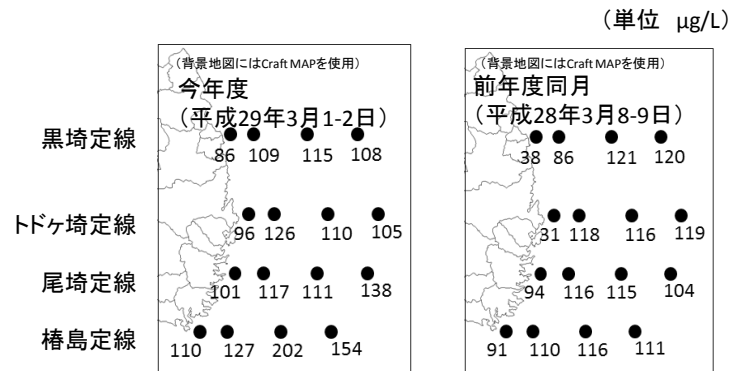 （単位　μg/L）
（背景地図にはCraft MAPを使用）
今年度
（平成29年3月1-2日）
（背景地図にはCraft MAPを使用）
前年度同月
（平成28年3月8-9日）
黒埼定線
86 109 115 108
38 86 121 120
トドヶ埼定線
96 126 110 105
31 118 116 119
尾埼定線
101 117 111 138
94 116 115 104
椿島定線
110 127 202 154
91 110 116 111